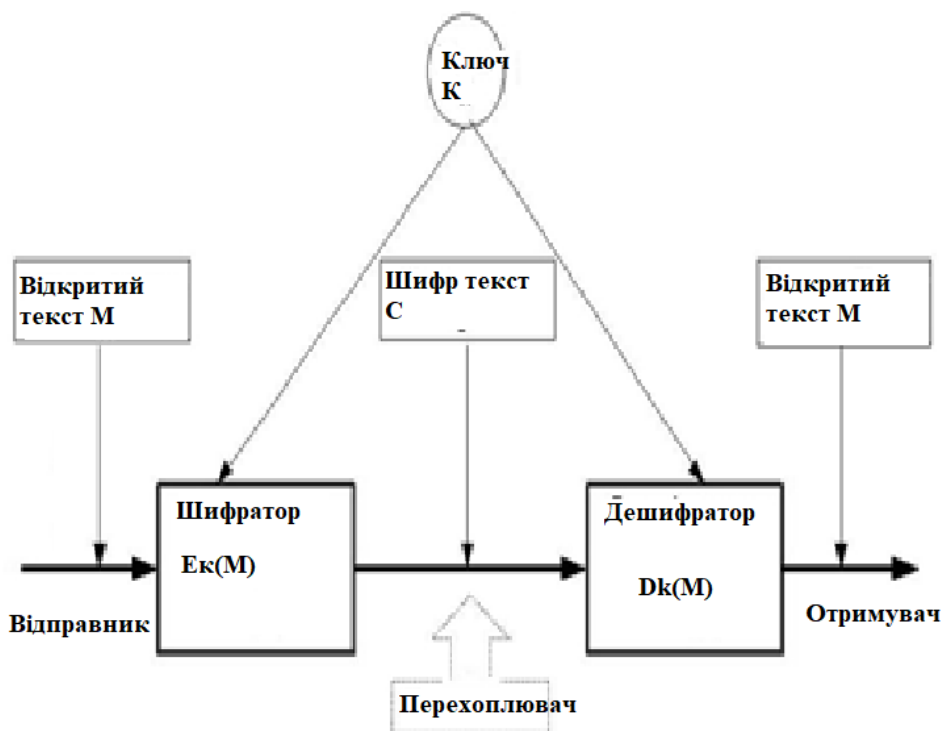 Ключ
К
Відкритий
текст М
Шифр текст
С
Відкритий
текст М
Шифратор
Ек(М)
Дешифратор
Dk(М)
Відправник
Отримувач
Перехоплювач